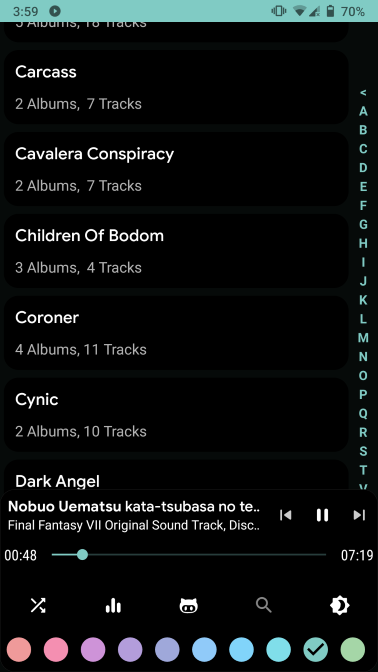 3:59
70%
5 Albums, 18 Tracks
Carcass
2 Albums, 7 Tracks
Cavalera Conspiracy
2 Albums, 7 Tracks
Children Of Bodom
3 Albums, 4 Tracks
Coroner
4 Albums, 11 Tracks
Cynic
2 Albums, 10 Tracks
Dark Angel
<
A
B
C
D
E
F
G
H
I
J
K
L
M
N
O
P
Q
R
S
T
V
Nobuo Uematsu kata-tsubasa no te..
Final Fantasy VII Original Sound Track, Disc..
00:48
07:19